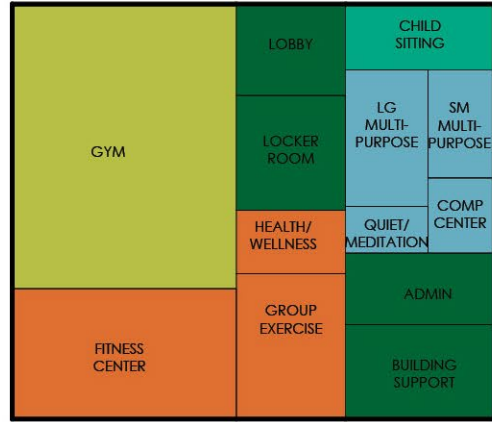 LOBBY
CHILD
SITTING
GYM
LOCKER
ROOM
LG
MULTI-
PURPOSE
SM
MULTI-
PURPOSE
HEALTH/
WELLNESS
QUIET/
MEDITATION
COMP
CENTER
FITNESS
CENTER
GROUP
EXERCISE
ADMIN
BUILDING
SUPPORT